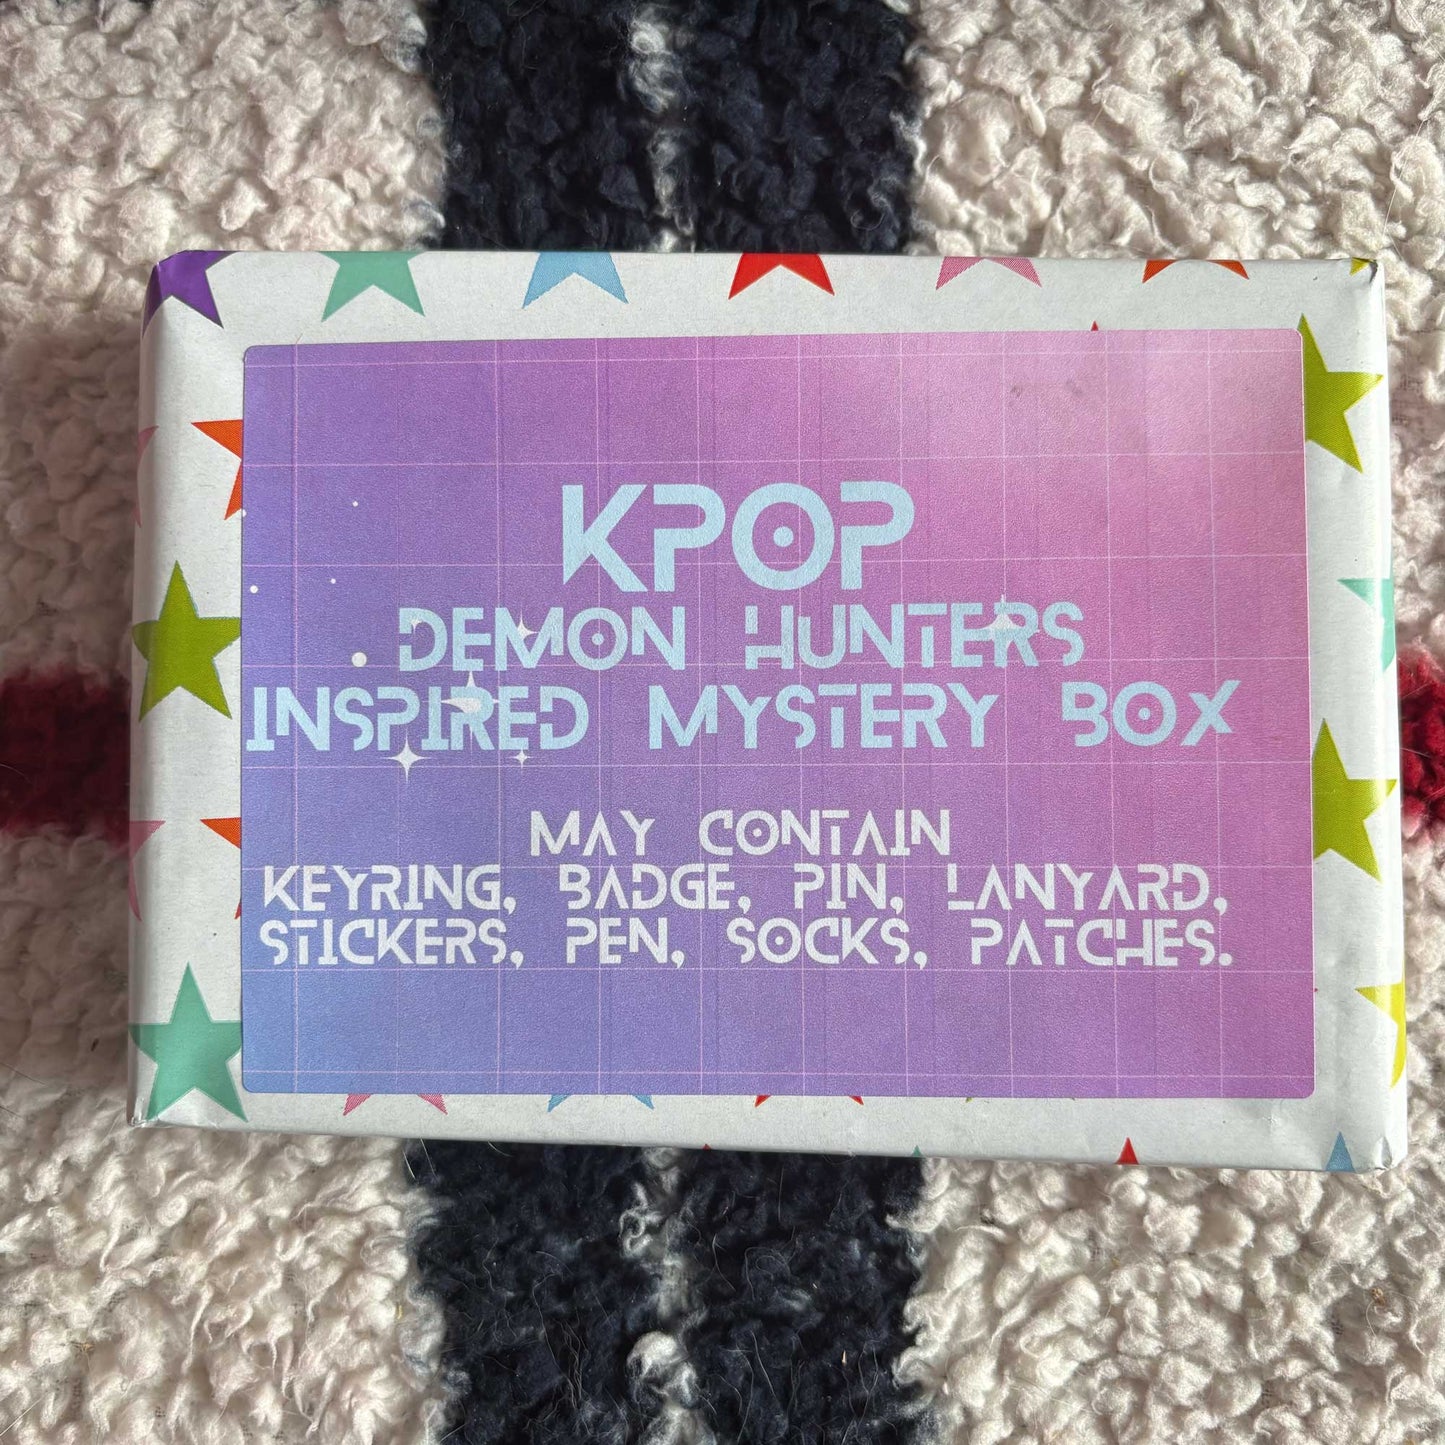 KPOP
DEMON HUNTERS
INSPIRED MYSTERY BOX
MAY CONTAIN
KEYRING, BADGE, PIN, LANYARD,
STICKERS, PEN, SOCKS, PATCHES.